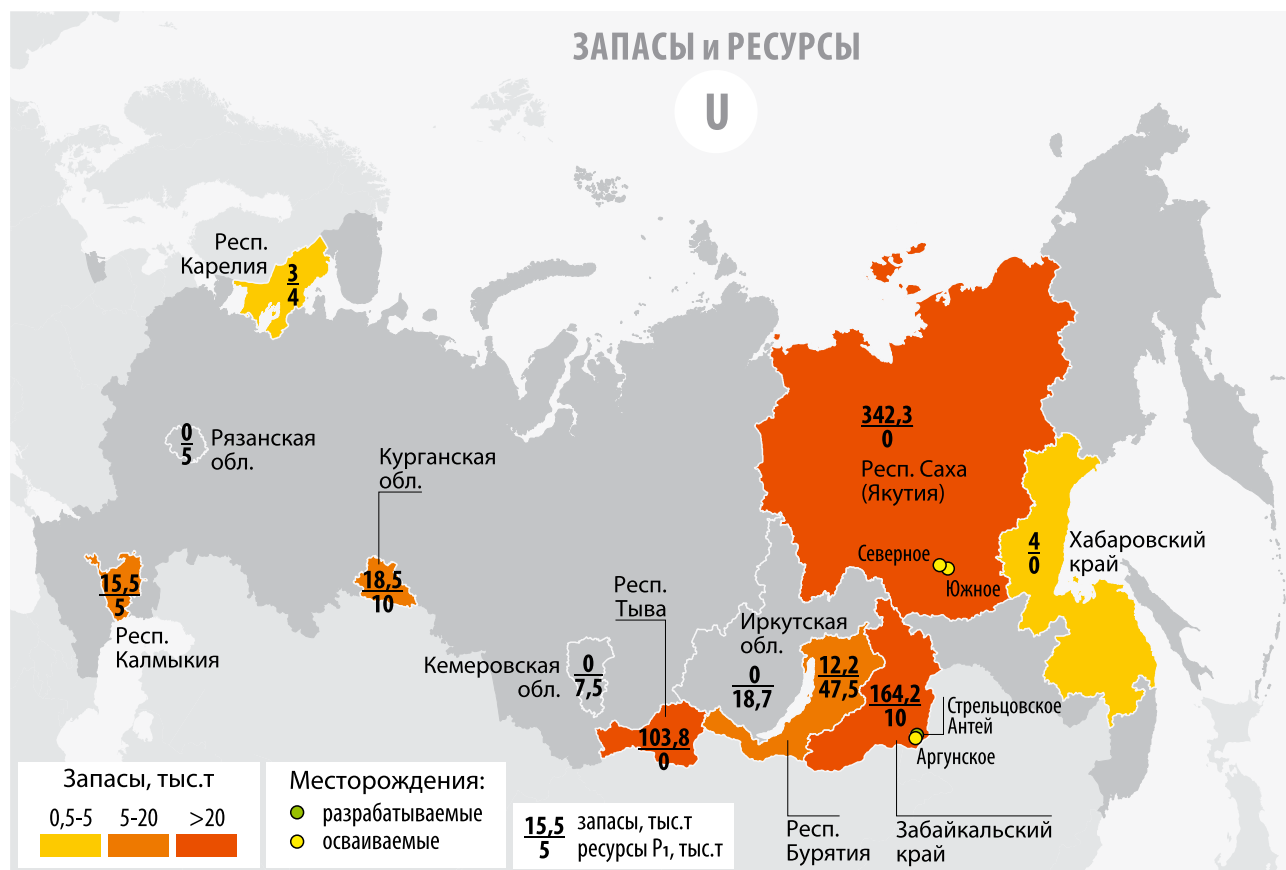 ЗАПАСЫ и РЕСУРСЫ
U
Респ.
Карелия
3
4
0
5
Рязанская
обл.
Курганская
обл.
18,5
10
15,5
5
Респ.
Калмыкия
342,3
0
Респ. Саха
(Якутия)
Северное
Южное
4
0
Хабаровский
край
Респ.
Тыва
103,8
0
Кемеровская
обл.
0
7,5
Иркутская
обл.
0
18,7
12,2
47,5
164,2
10
Стрельцовское
Антей
Аргунское
Респ.
Бурятия
Забайкальский
край
Запасы, тыс.т
0,5-5 5-20 >20
Месторождения:
разрабатываемые
осваиваемые
15,5 запасы, тыс.т
5 ресурсы P₁, тыс.т